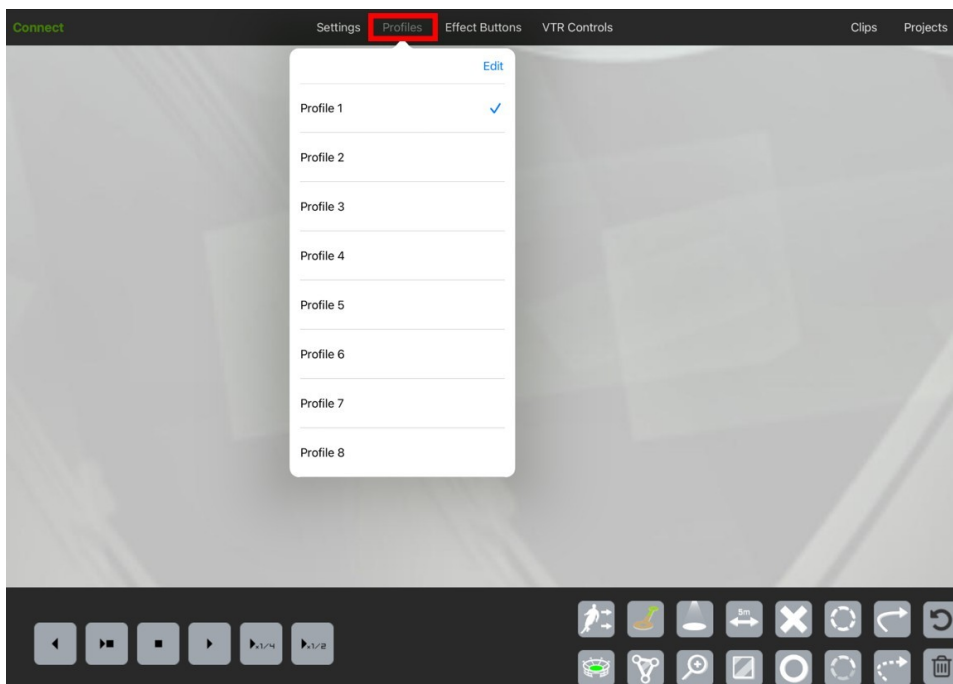 Connect Settings Profiles Effect Buttons VTR Controls Clips Projects
Edit
Profile 1
Profile 2
Profile 3
Profile 4
Profile 5
Profile 6
Profile 7
Profile 8
5m
x1/4 x1/2